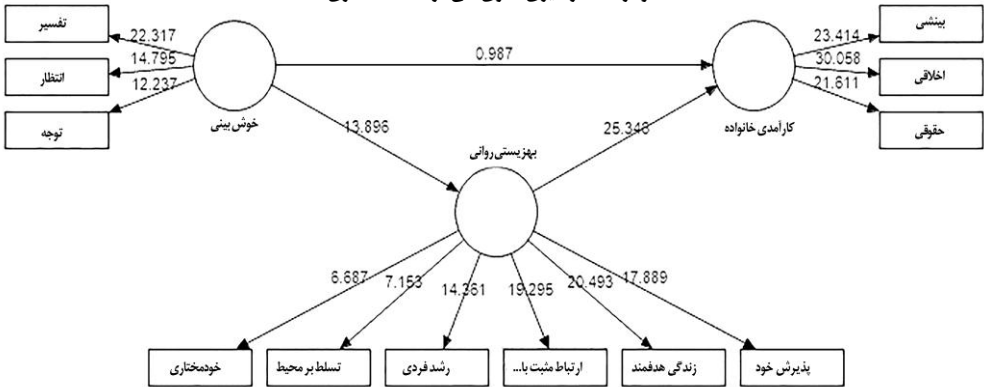 تفسیر
22.317
بینشی
23.414
انتظار
14.795
0.987
30.058
اخلاقی
توجه
12.237
21.611
حقوقی
خوش‌بینی
کارآمدی خانواده
13.896
25.348
بهزیستی روانی
6.687
7.153
14.361
19.295
20.493
17.889
خودمختاری
تسلط بر محیط
رشد فردی
ارتباط مثبت با...
زندگی هدفمند
پذیرش خود